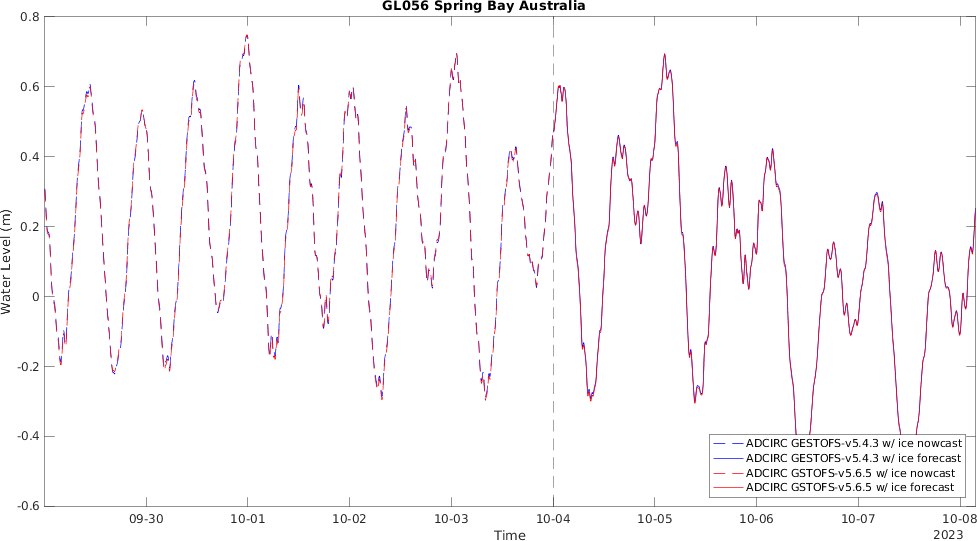 GL056 Spring Bay Australia
0.8
0.6
0.4
0.2
0
-0.2
-0.4
-0.6
Water Level (m)
ADCIRC GESTOFS-v5.4.3 w/ ice nowcast
ADCIRC GESTOFS-v5.4.3 w/ ice forecast
ADCIRC GSTOFS-v5.6.5 w/ ice nowcast
ADCIRC GSTOFS-v5.6.5 w/ ice forecast
09-30 10-01 10-02 10-03 10-04 10-05 10-06 10-07 10-08
2023
Time